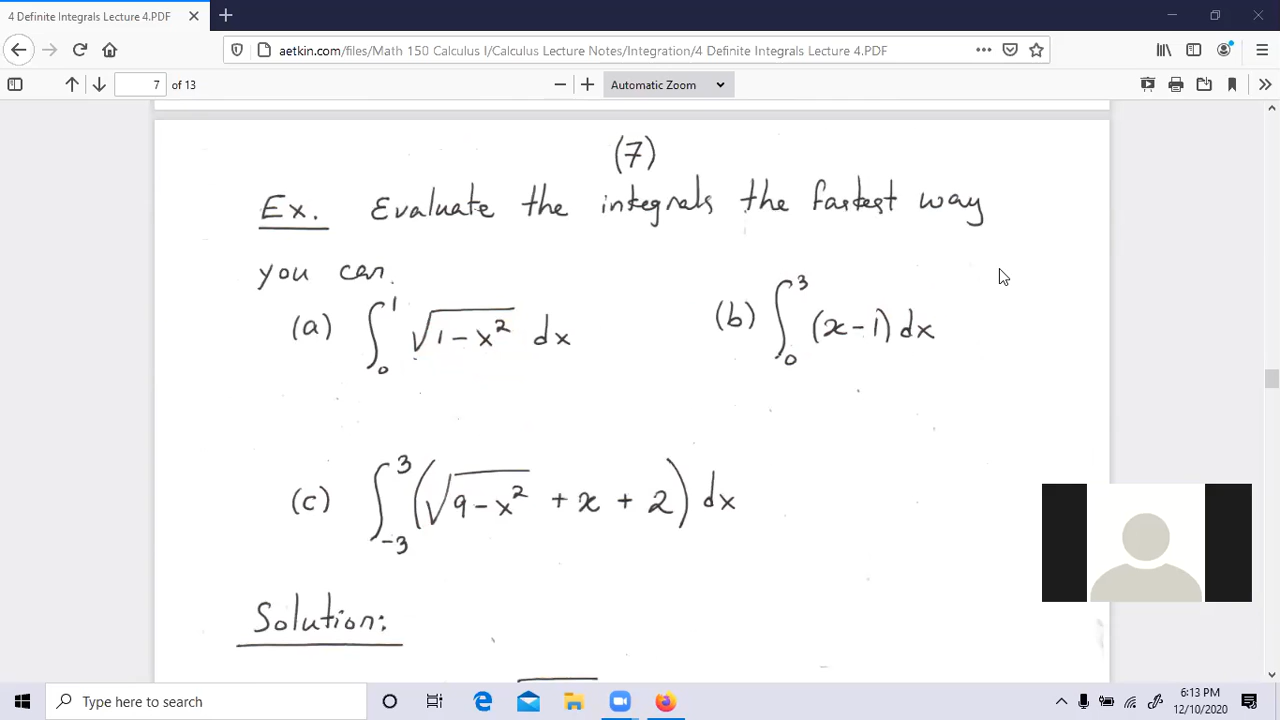 4 Definite Integrals Lecture 4.PDF
aetkin.com/files/Math 150 Calculus I/Calculus Lecture Notes/Integration/4 Definite Integrals Lecture 4.PDF
7 of 13
Automatic Zoom
(7)
Ex. Evaluate the integrals the fastest way
you can.
(a) ∫₀¹ √(1-x²) dx (b) ∫₀³ (x-1) dx
(c) ∫₋₃³ (√(9-x²) + x + 2) dx
Solution:
Type here to search
6:13 PM
12/10/2020